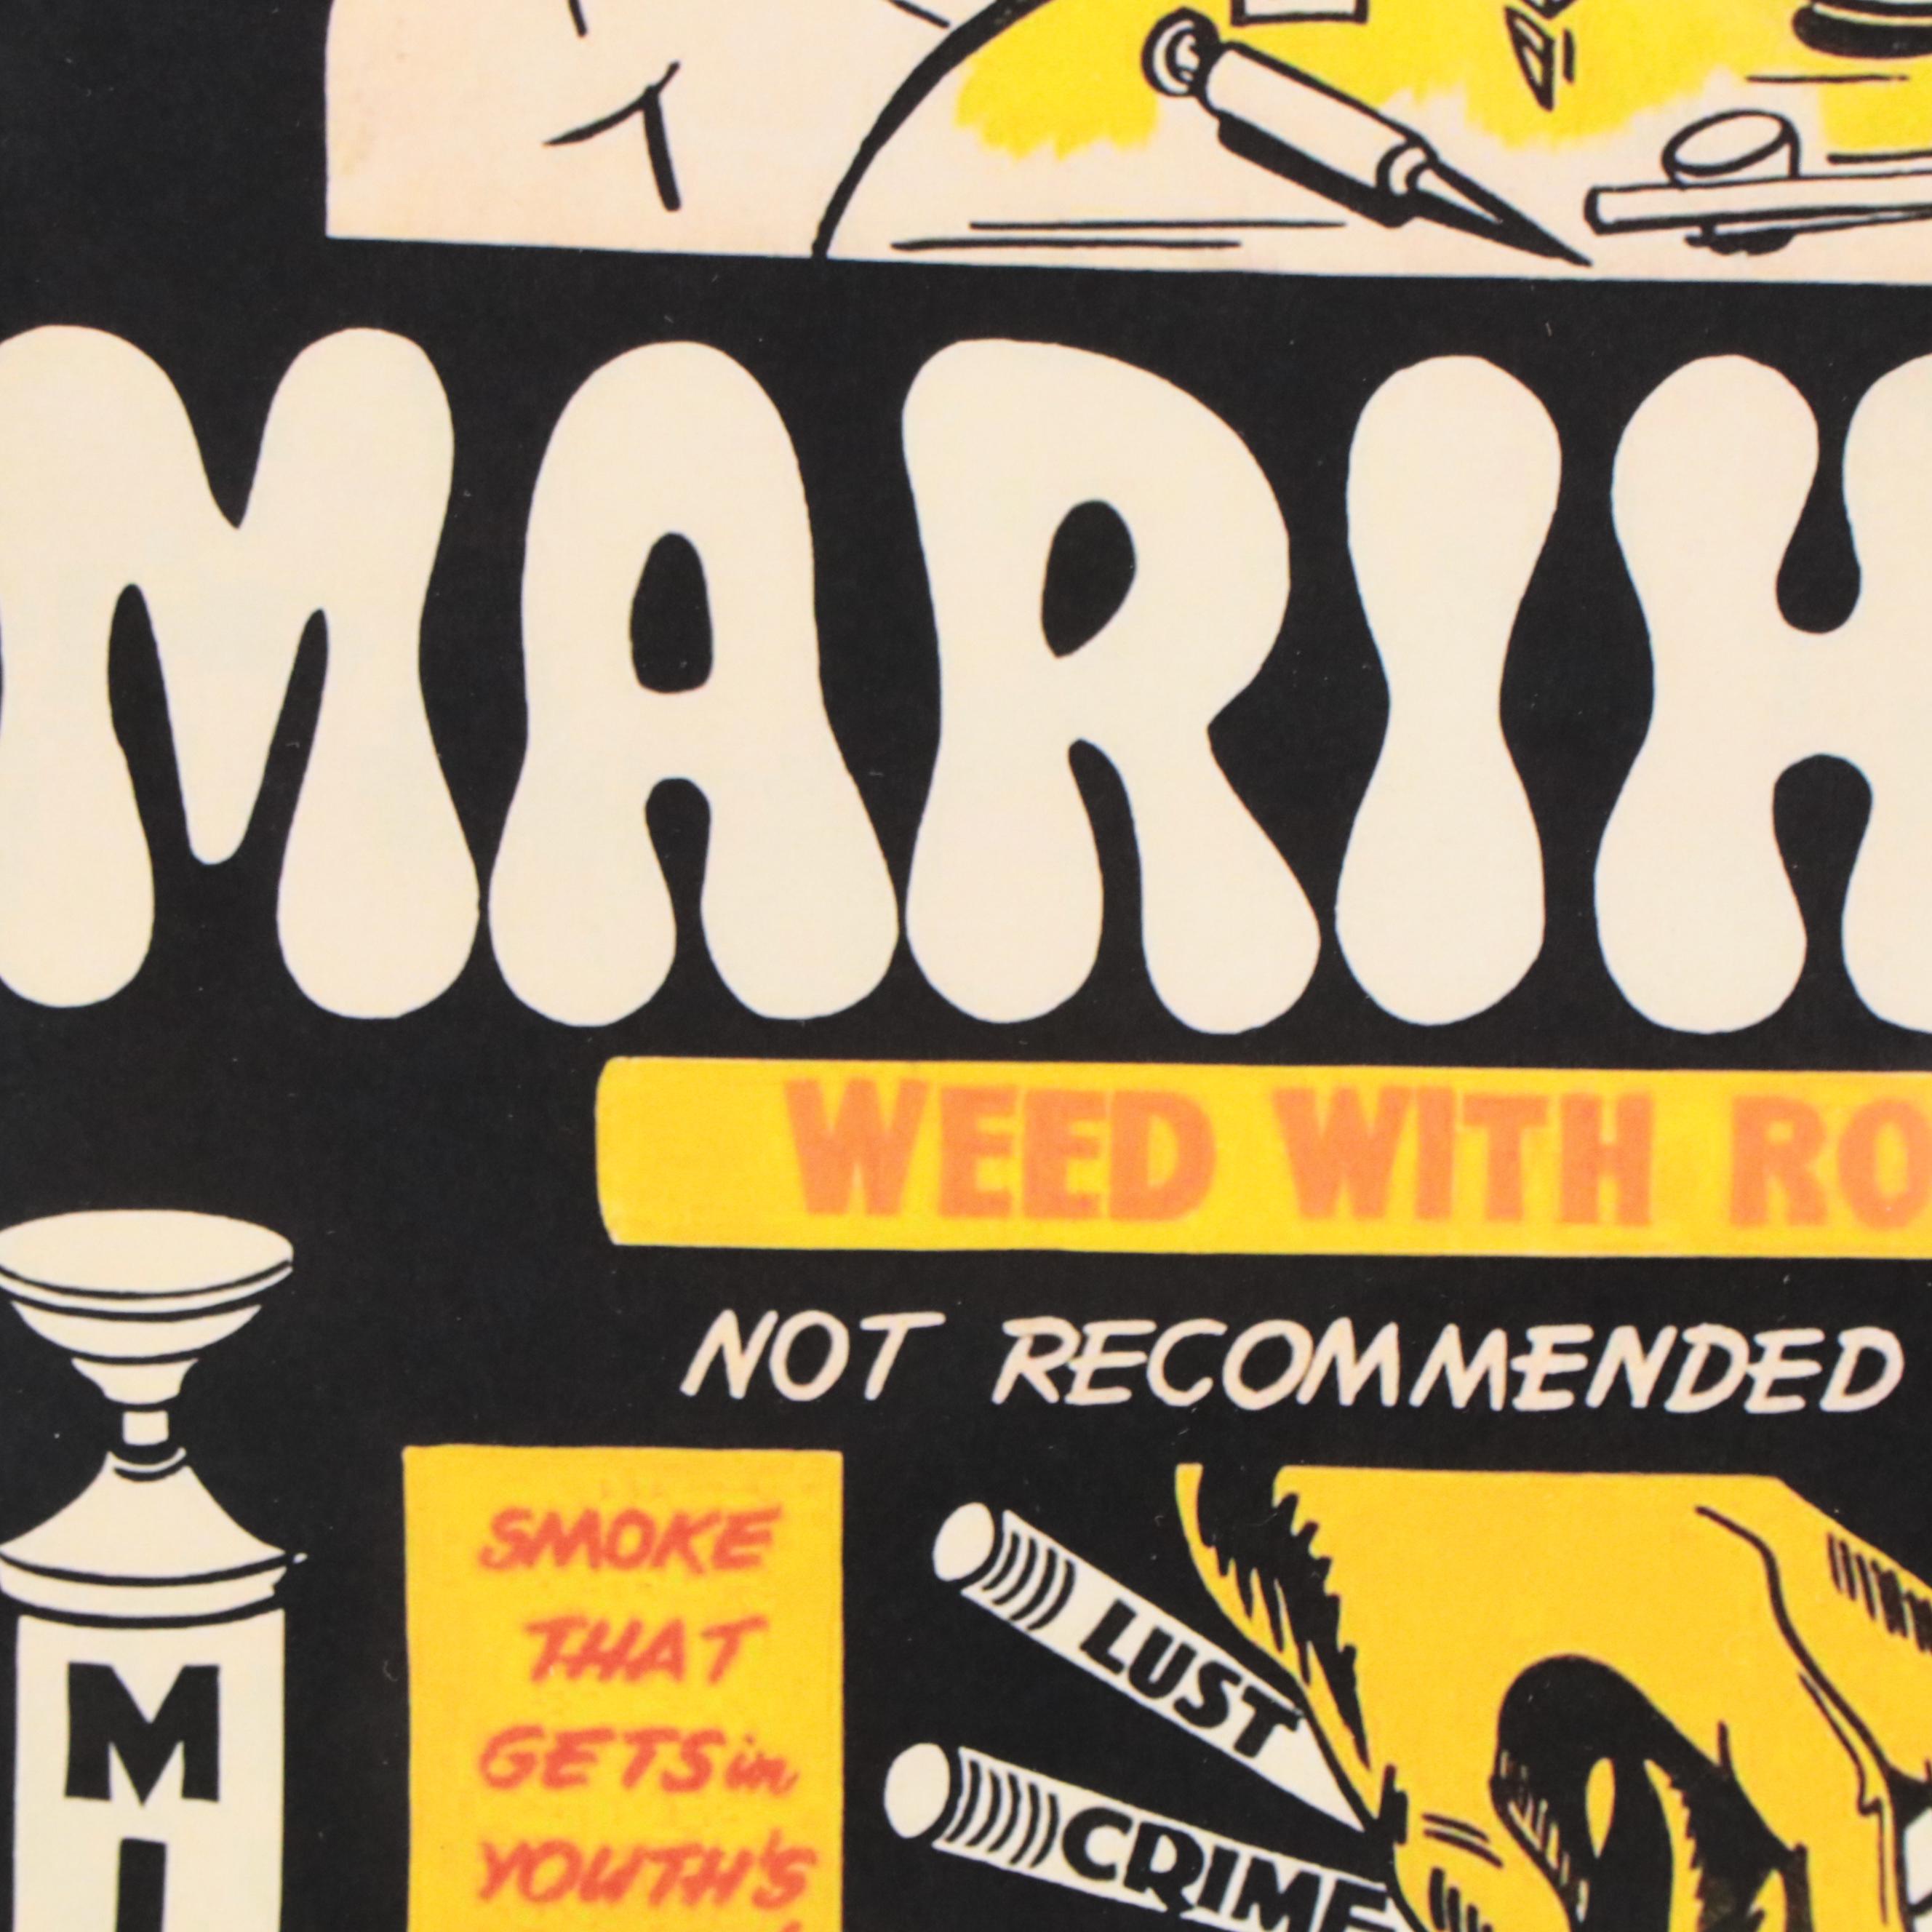 MARIH
WEED WITH RO
NOT RECOMMENDED
SMOKE
THAT
GETS in
YOUTH'S
LUST
CRIME
M
I